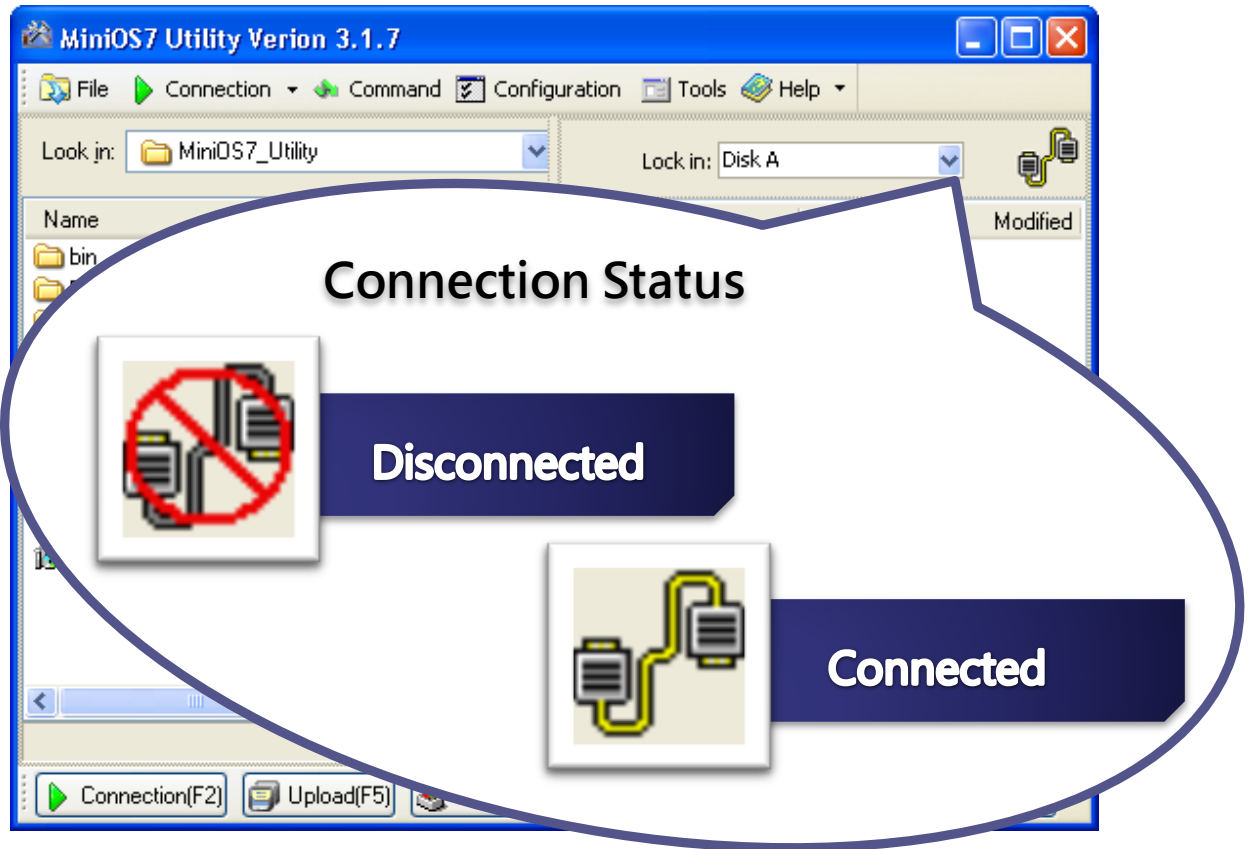 MiniOS7 Utility Verion 3.1.7
File Connection Command Configuration Tools Help
Look in: MiniOS7_Utility Lock in: Disk A
Name Modified
bin
Connection Status
Disconnected
Connected
Connection(F2) Upload(F5)